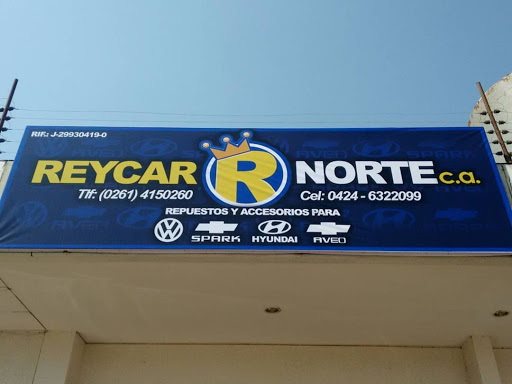 RIF.: J-29930419-0
REYCAR R NORTE c.a.
Tlf: (0261) 4150260 Cel: 0424 - 6322099
REPUESTOS Y ACCESORIOS PARA
SPARK HYUNDAI AVEO